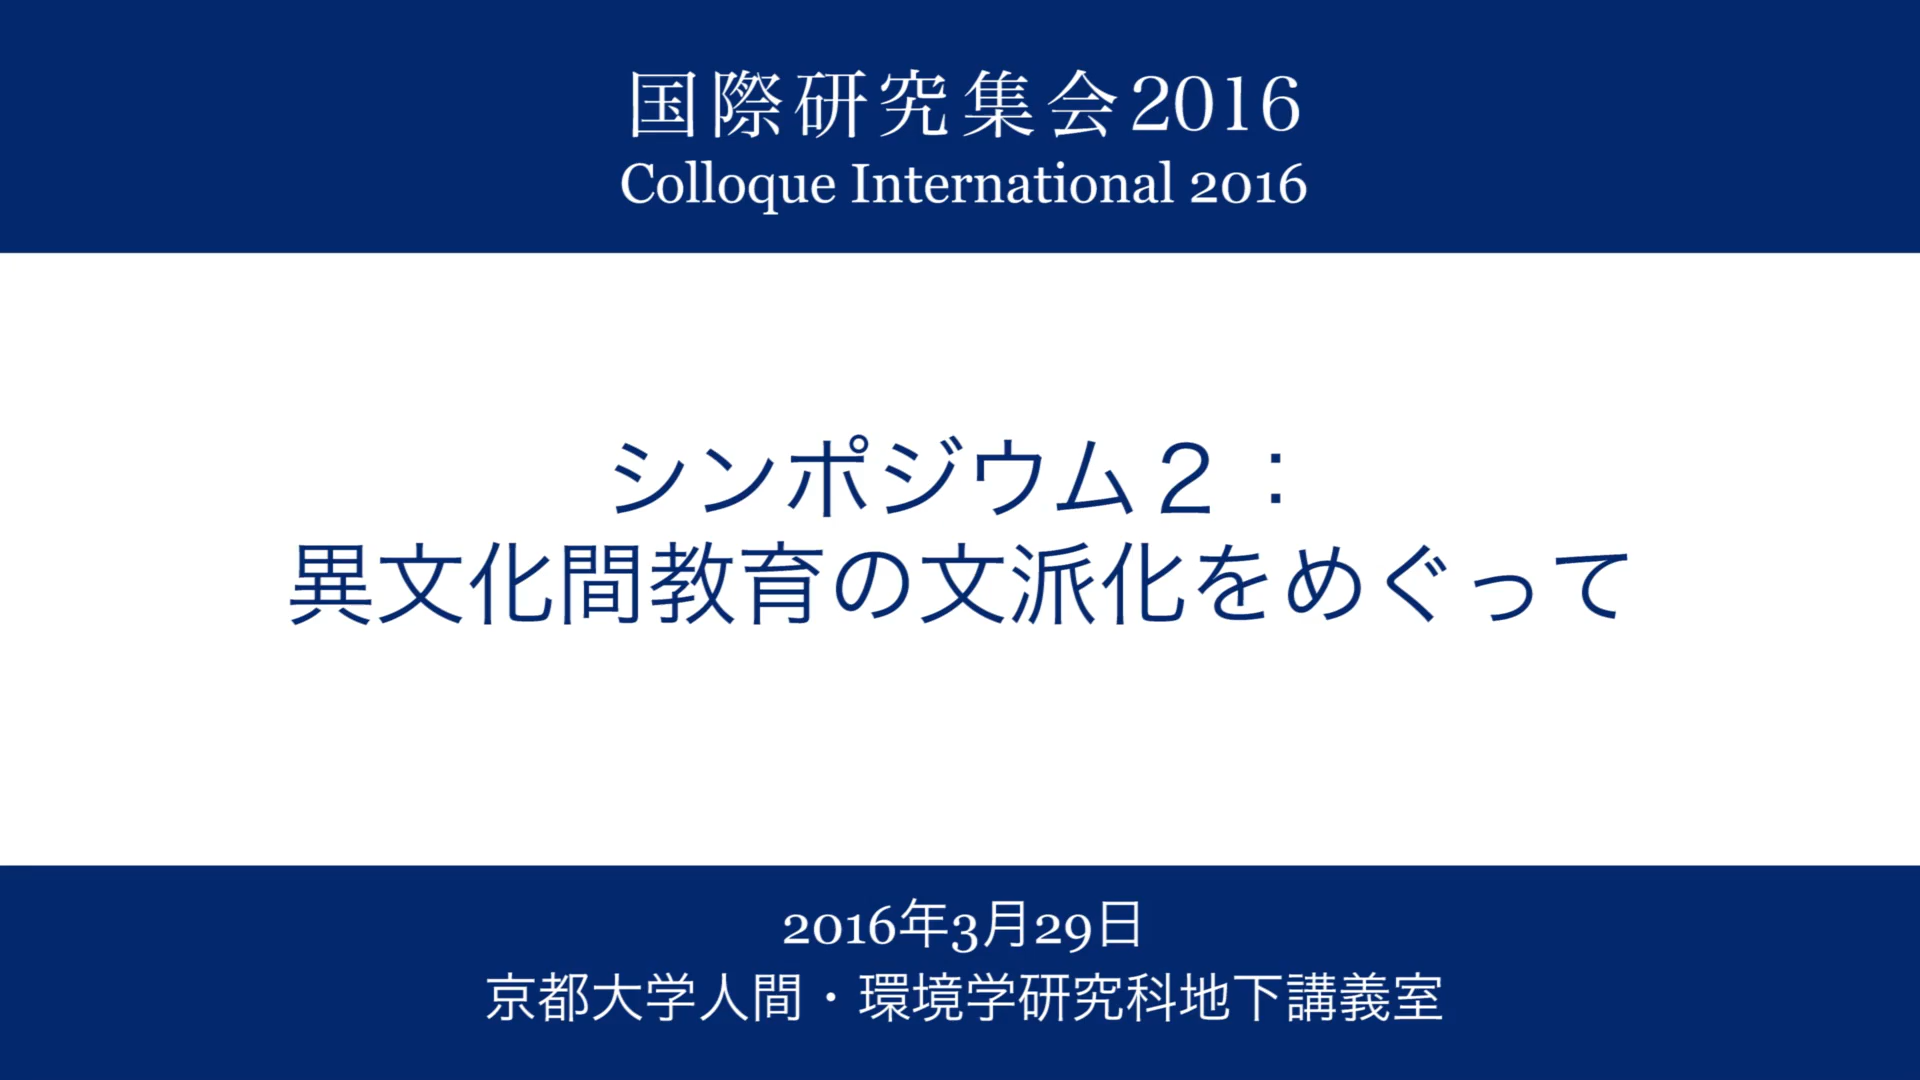 国際研究集会2016
Colloque International 2016
シンポジウム２：
異文化間教育の文派化をめぐって
2016年3月29日
京都大学人間・環境学研究科地下講義室